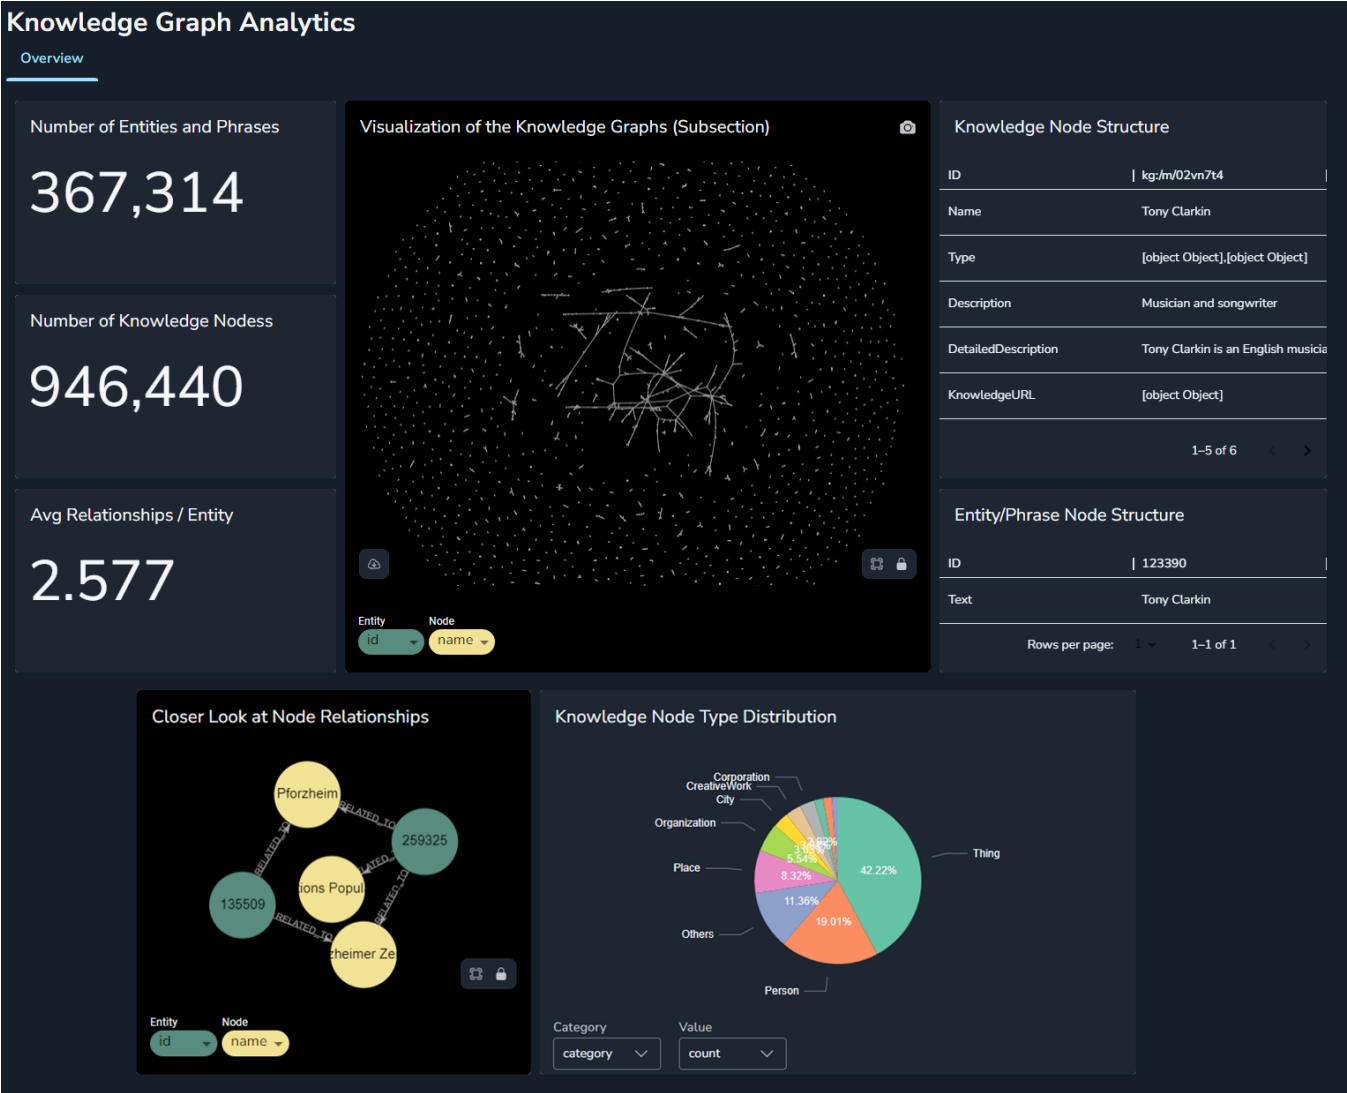 Knowledge Graph Analytics
Overview
Number of Entities and Phrases
367,314
Number of Knowledge Nodess
946,440
Avg Relationships / Entity
2.577
Visualization of the Knowledge Graphs (Subsection)
Entity Node
id name
Knowledge Node Structure
ID kg:/m/02vn7t4
Name Tony Clarkin
Type [object Object],[object Object]
Description Musician and songwriter
DetailedDescription Tony Clarkin is an English musicia
KnowledgeURL [object Object]
1–5 of 6
Entity/Phrase Node Structure
ID 123390
Text Tony Clarkin
Rows per page: 1 1–1 of 1
Closer Look at Node Relationships
Pforzheim
RELATED_TO
259325
RELATED_TO
LATED_TO
ions Popul
RELATED_TO
135509
RELATED_TO
zheimer Ze
Entity Node
id name
Knowledge Node Type Distribution
Corporation
CreativeWork
City
Organization
Place
Others
Person
Thing
42.22%
19.01%
11.36%
8.32%
5.54%
Category Value
category count